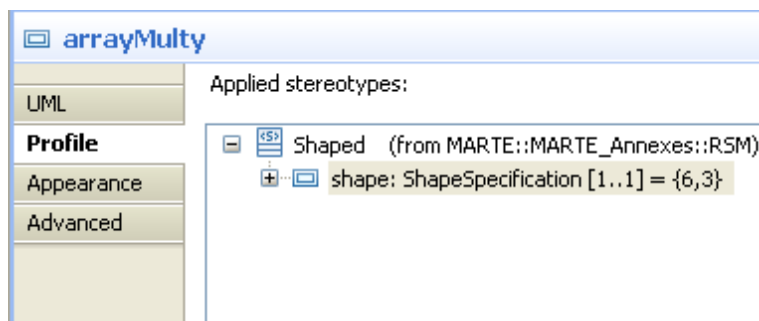 arrayMulty
Applied stereotypes:
UML
Profile
Appearance
Advanced
Shaped (from MARTE::MARTE_Annexes::RSM)
shape: ShapeSpecification [1..1] = {6,3}